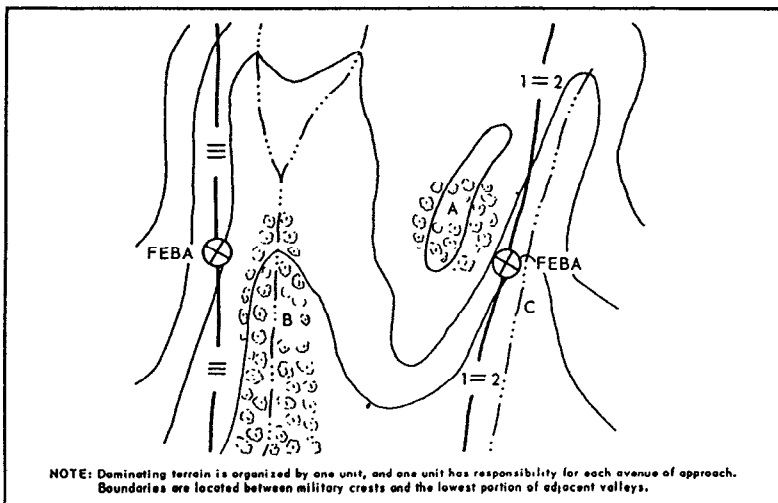 1=2
A
FEBA
FEBA
B
C
1=2
NOTE: Dominating terrain is organized by one unit, and one unit has responsibility for each avenue of approach.
Boundaries are located between military crests and the lowest portion of adjacent valleys.